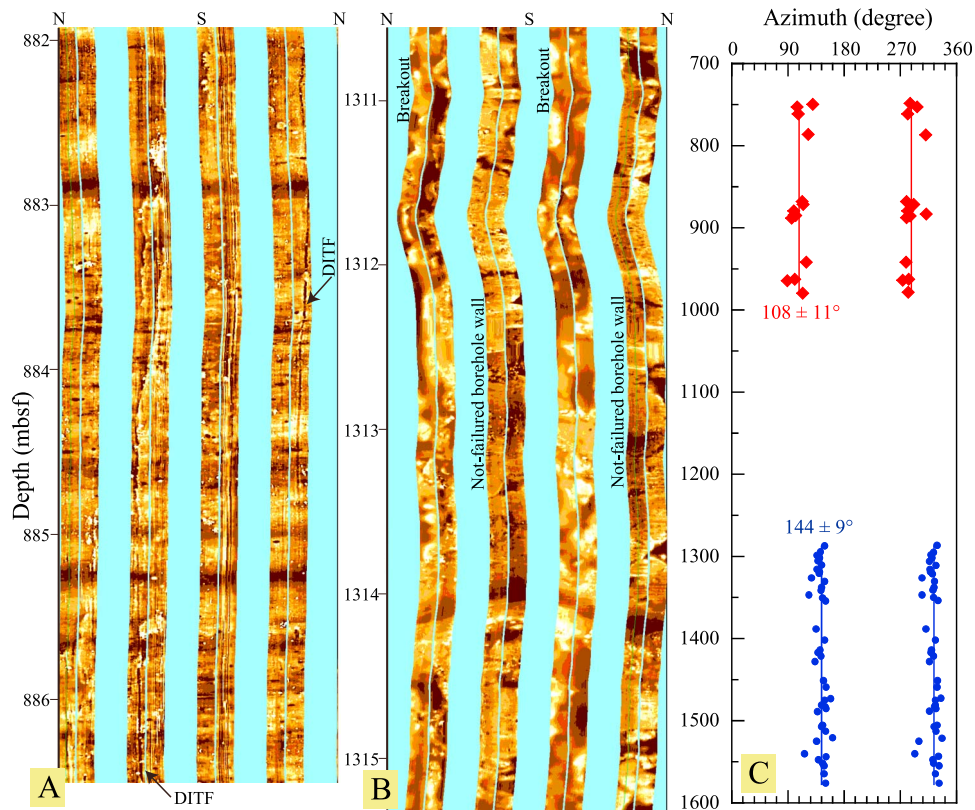 N
S
N
Depth (mbsf)
882
883
884
885
886
DITF
DITF
A
N
S
N
1311
1312
1313
1314
1315
Breakout
Not-failured borehole wall
Breakout
Not-failured borehole wall
B
Azimuth (degree)
0 90 180 270 360
700
800
900
1000
1100
1200
1300
1400
1500
1600
108 ± 11°
144 ± 9°
C